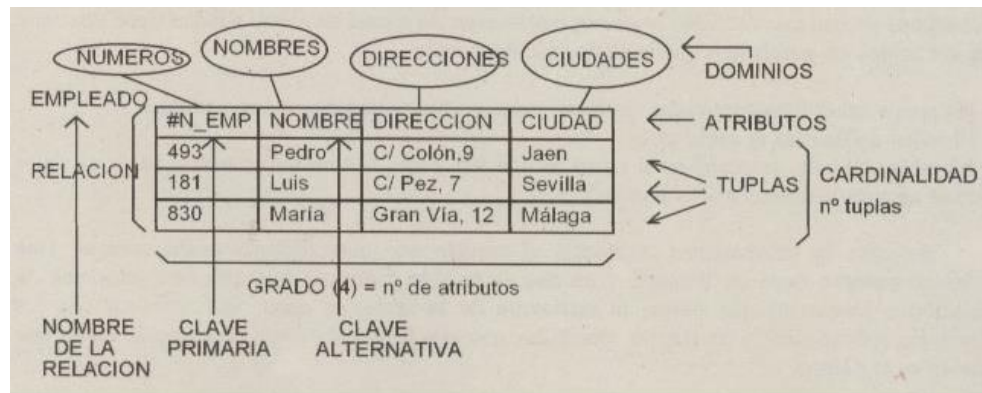 NUMEROS NOMBRES DIRECCIONES CIUDADES
DOMINIOS
EMPLEADO
#N_EMP NOMBRE DIRECCION CIUDAD
ATRIBUTOS
493 Pedro C/ Colón,9 Jaen
RELACION
181 Luis C/ Pez, 7 Sevilla
TUPLAS
CARDINALIDAD
nº tuplas
830 María Gran Vía, 12 Málaga
GRADO (4) = nº de atributos
NOMBRE
DE LA
RELACION
CLAVE
PRIMARIA
CLAVE
ALTERNATIVA